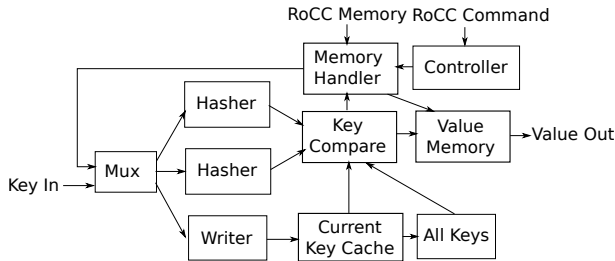 RoCC Memory RoCC Command
Memory
Handler
Controller
Hasher
Key
Compare
Value
Memory
Value Out
Hasher
Mux
Key In
Writer
Current
Key Cache
All Keys